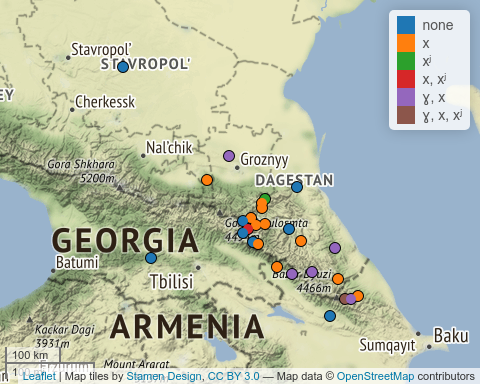 none
x
xʲ
x, xʲ
ɣ, x
ɣ, x, xʲ
Stavropol'
STAVROPOL'
EY
Cherkessk
Nal'chik
Groznyy
Gora Shkhara
5200m
DAGESTAN
GEORGIA
Batumi
Tbilisi
4466m
ARMENIA
Kackar Dagi
3931m
Baku
Sumqayıt
100 km
Mount Ararat
Leaflet | Map tiles by Stamen Design, CC BY 3.0 — Map data © OpenStreetMap contributors